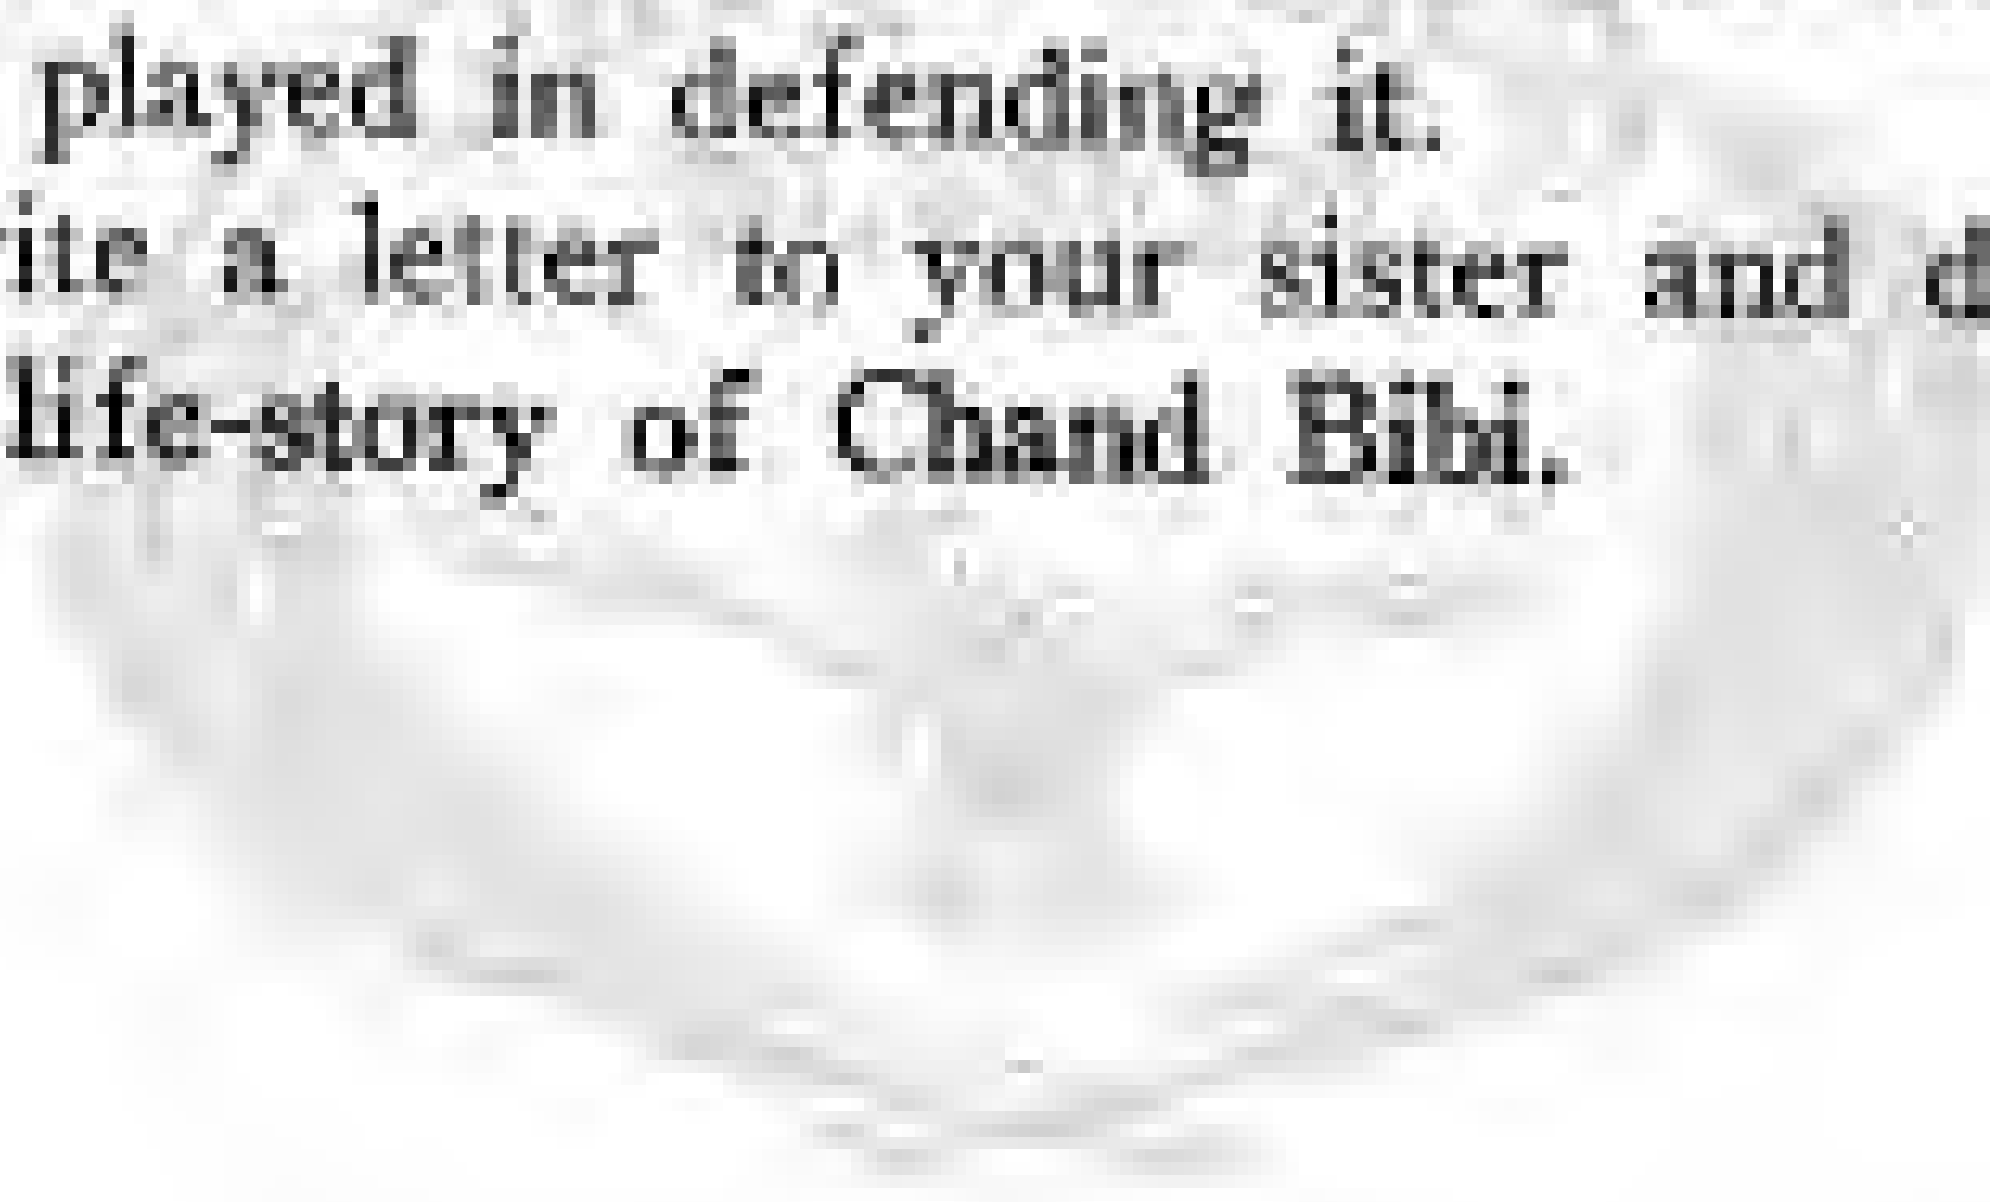 played in defending it.
ite a letter to your sister and d
life-story of Chand Bibi.